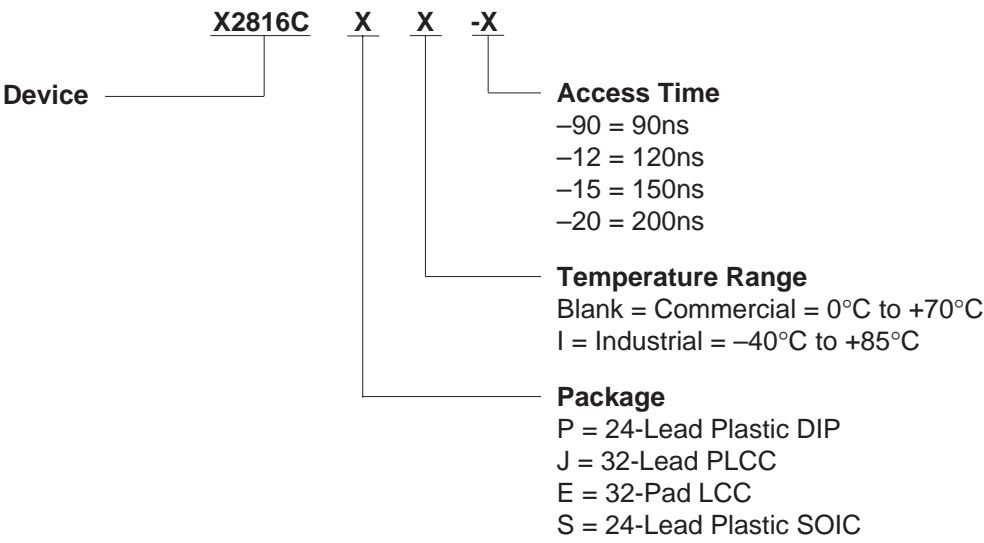 X2816C X X -X
Device
Access Time
–90 = 90ns
–12 = 120ns
–15 = 150ns
–20 = 200ns
Temperature Range
Blank = Commercial = 0°C to +70°C
I = Industrial = –40°C to +85°C
Package
P = 24-Lead Plastic DIP
J = 32-Lead PLCC
E = 32-Pad LCC
S = 24-Lead Plastic SOIC